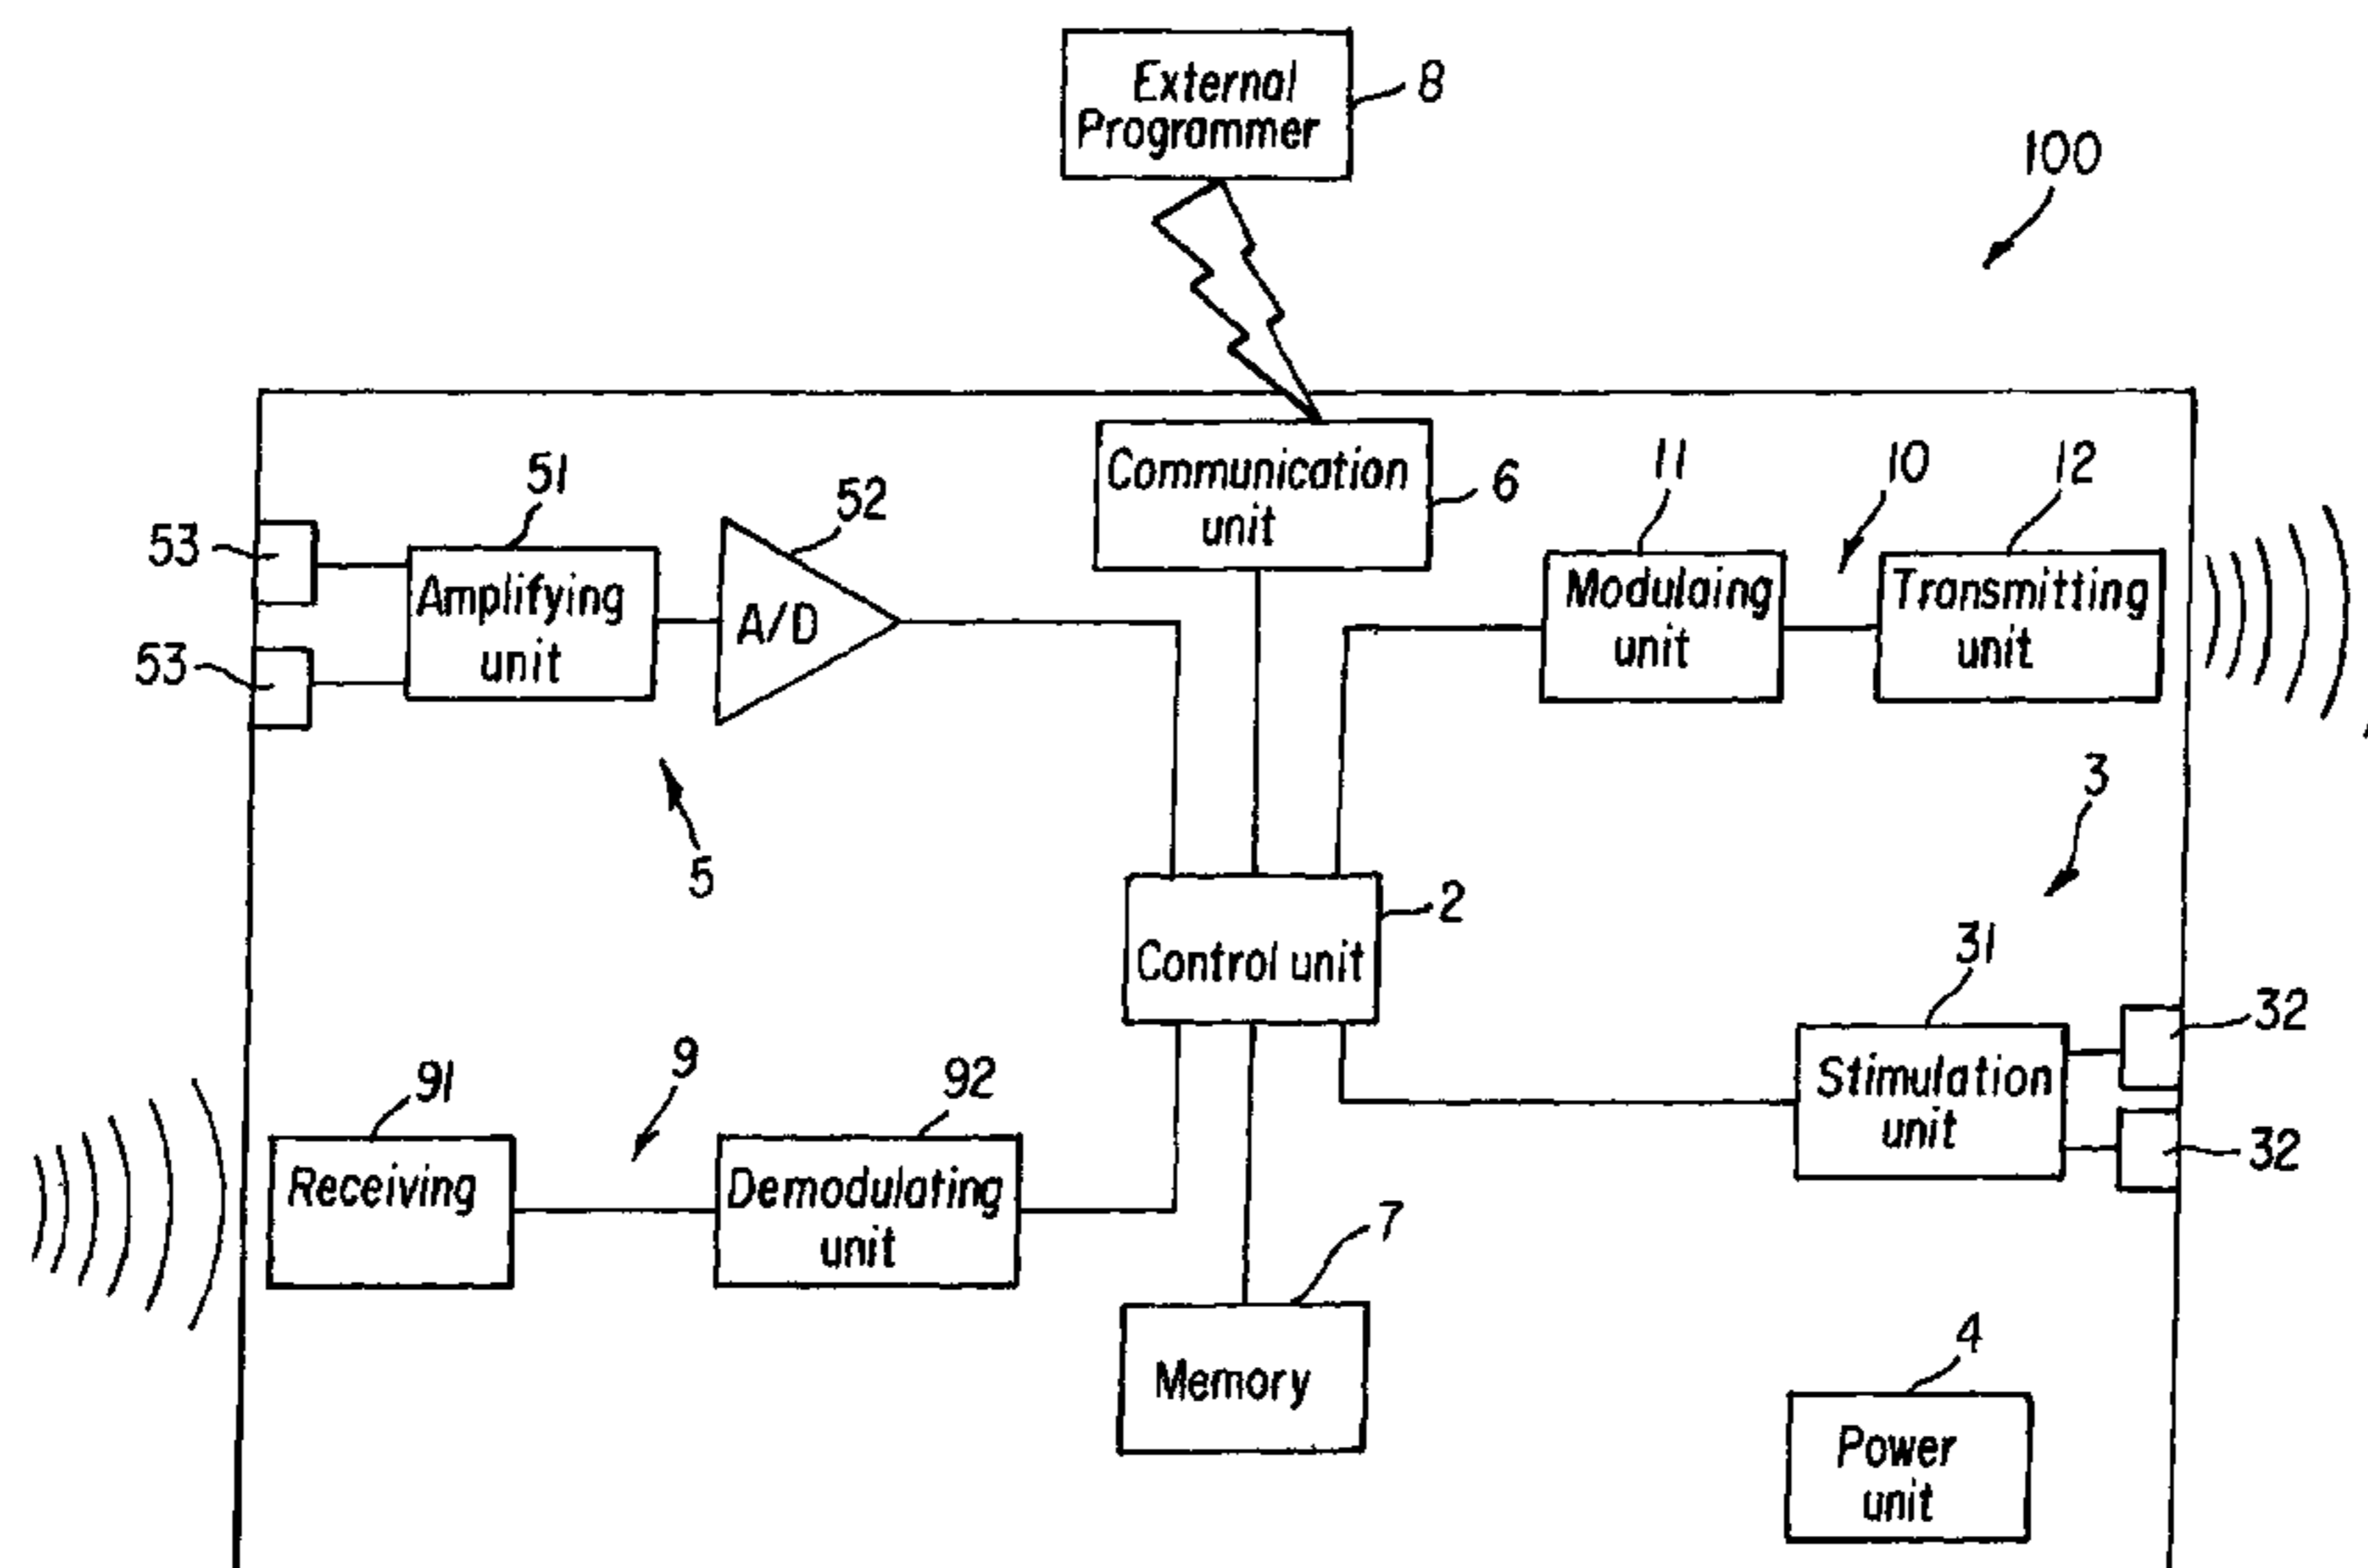 External
Programmer
8
100
Communication
unit
6
51
52
53
53
Amplifying
unit
A/D
5
11
10
12
Modulaing
unit
Transmitting
unit
3
2
Control unit
31
32
32
Stimulation
unit
91
9
92
Receiving
Demodulating
unit
7
Memory
4
Power
unit